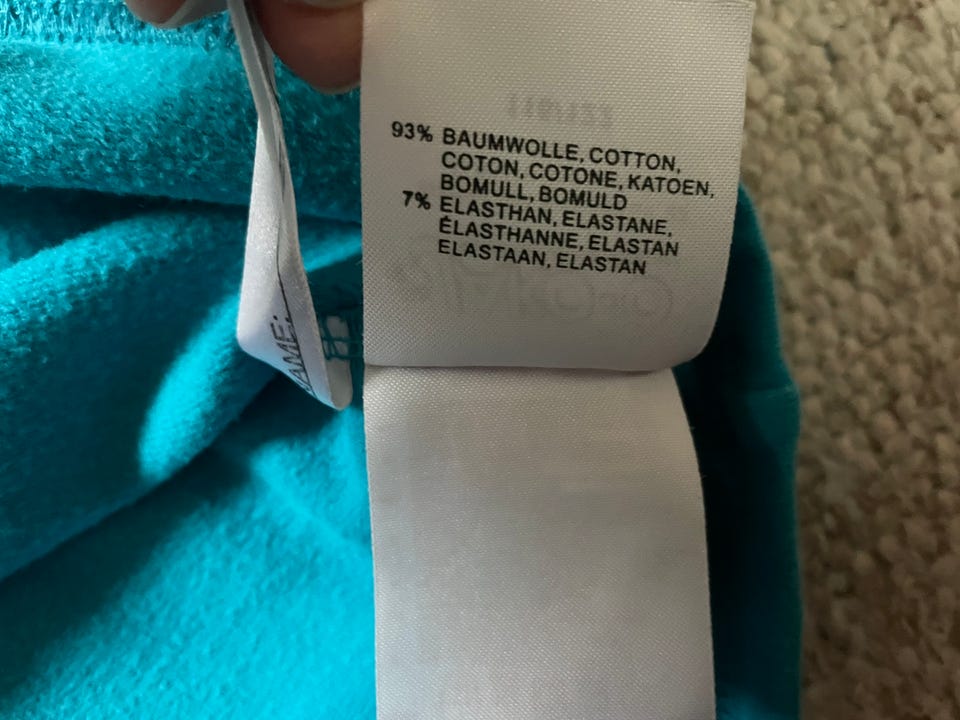 93% BAUMWOLLE, COTTON,
COTON, COTONE, KATOEN,
BOMULL, BOMULD
7% ELASTHAN, ELASTANE,
ÉLASTHANNE, ELASTAN
ELASTAAN, ELASTAN